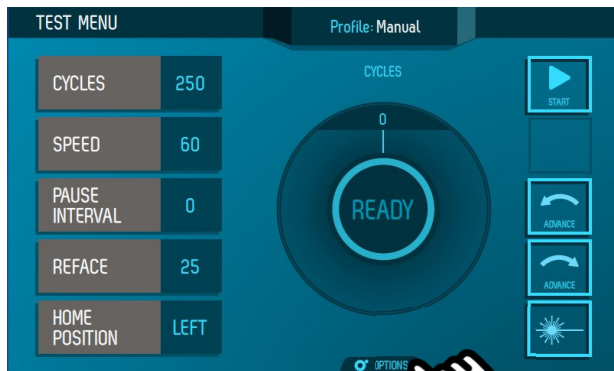 TEST MENU
Profile: Manual
CYCLES 250
SPEED 60
PAUSE INTERVAL 0
REFACE 25
HOME POSITION LEFT
CYCLES
0
READY
START
ADVANCE
ADVANCE
OPTIONS